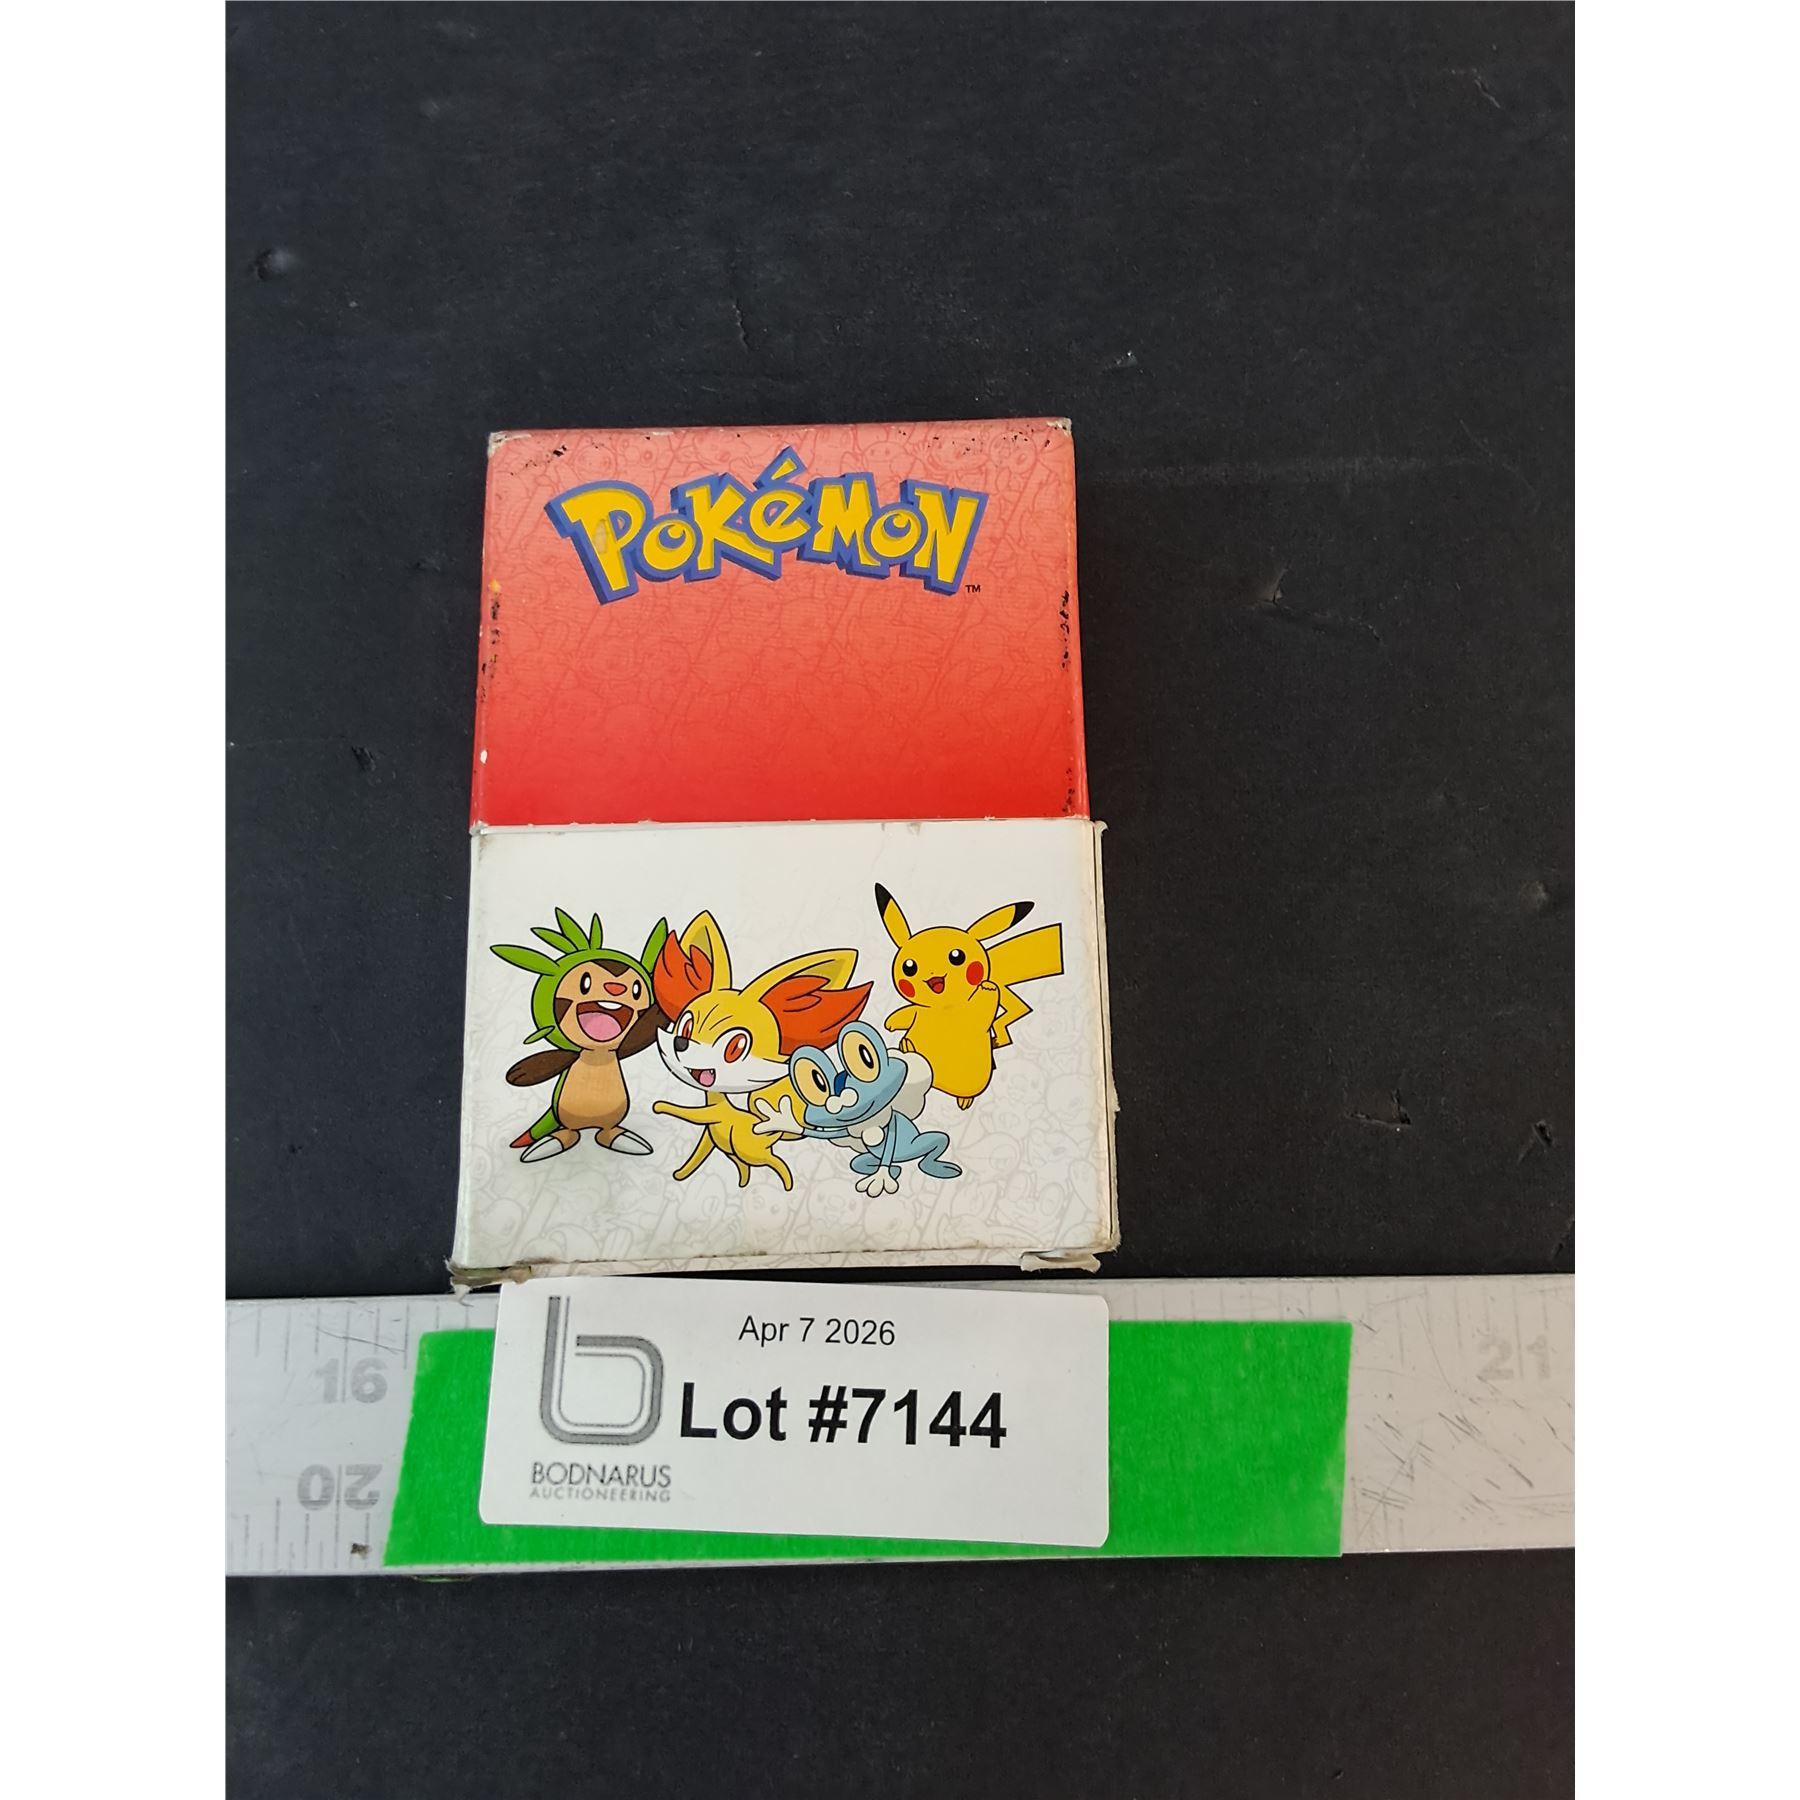 POKéMON
TM
Apr 7 2026
Lot #7144
BODNARUS
AUCTIONEERING
16
21
20